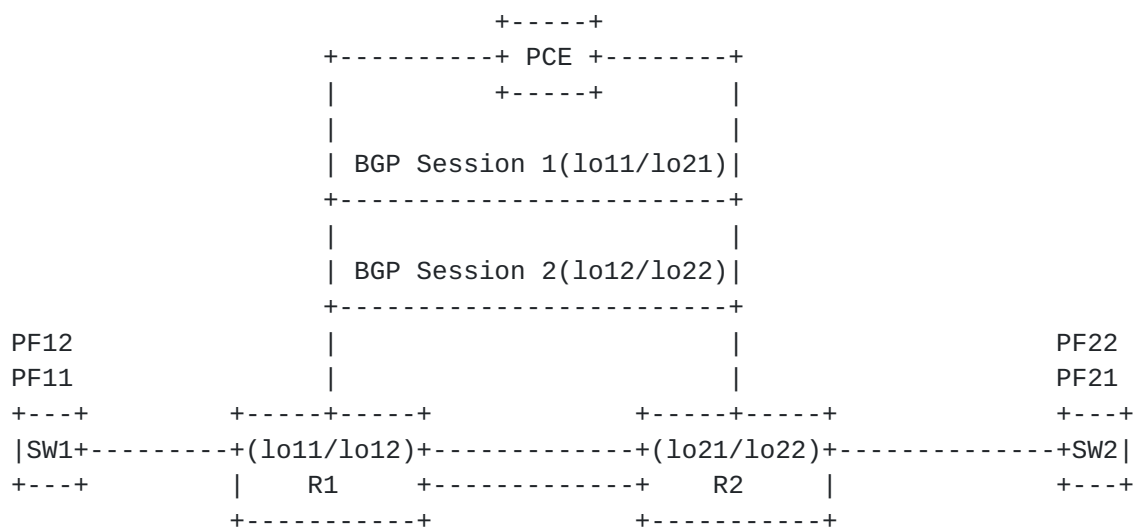 PCE
BGP Session 1(lo11/lo21)
BGP Session 2(lo12/lo22)
PF12 PF22
PF11 PF21
SW1 (lo11/lo12) (lo21/lo22) SW2
R1 R2